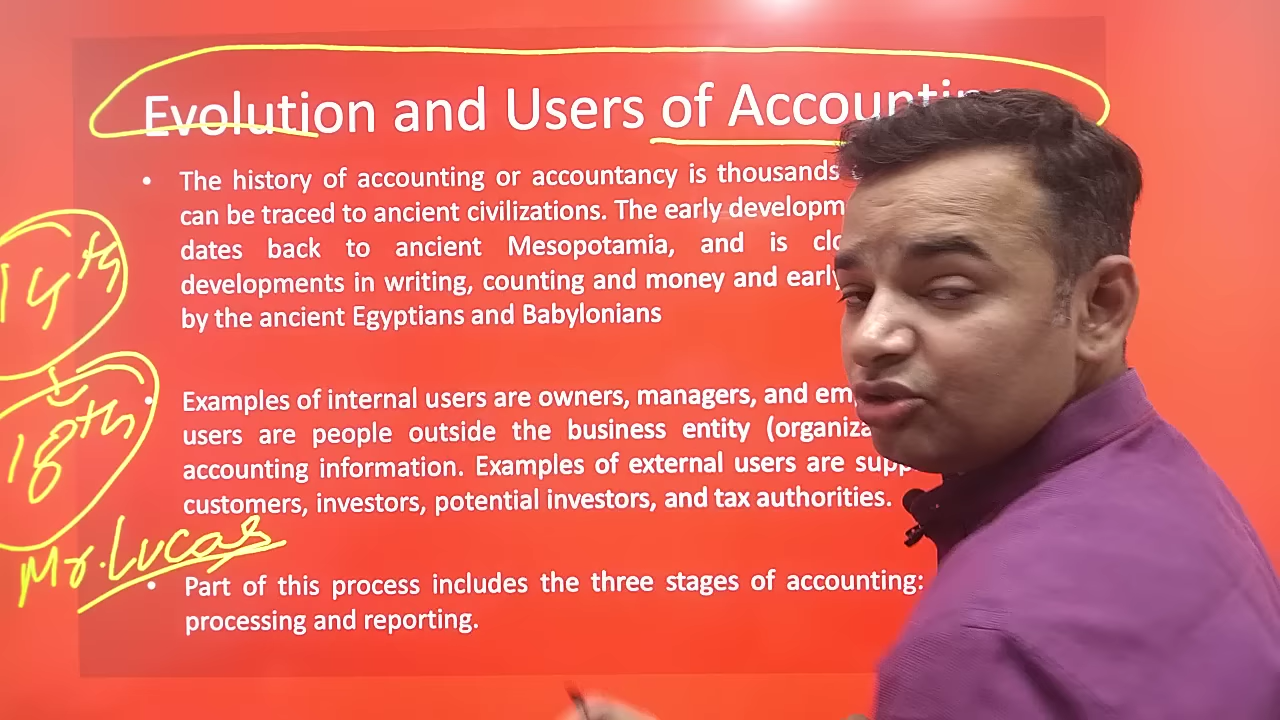 Evolution and Users of Accountin
• The history of accounting or accountancy is thousands
can be traced to ancient civilizations. The early developm
dates back to ancient Mesopotamia, and is clo
developments in writing, counting and money and early
by the ancient Egyptians and Babylonians
14th
18th
• Examples of internal users are owners, managers, and em
users are people outside the business entity (organiza
accounting information. Examples of external users are supp
customers, investors, potential investors, and tax authorities.
Mr. Lucas
• Part of this process includes the three stages of accounting:
processing and reporting.